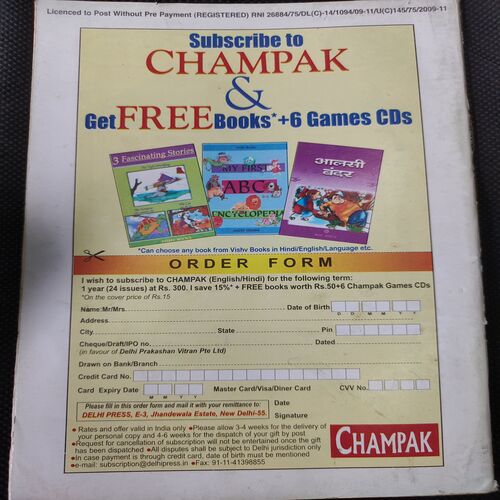 Licenced to Post Without Pre Payment (REGISTERED) RNI 26884/75/DL(C)-14/1094/09-11/U(C)145/75/2009-11
Subscribe to
CHAMPAK
&
Get FREE Books*+6 Games CDs
3 Fascinating Stories
MY FIRST
ABC
ENCYCLOPEDIA
आलसी
बंदर
*Can choose any book from Vishv Books in Hindi/English/Language etc.
ORDER FORM
I wish to subscribe to CHAMPAK (English/Hindi) for the following term:
1 year (24 issues) at Rs. 300. I save 15%* + FREE books worth Rs.50+6 Champak Games CDs
*On the cover price of Rs.15
Name:Mr/Mrs. Date of Birth
D D M M Y Y
Address
City State Pin
Cheque/Draft/IPO no. Dated
(in favour of Delhi Prakashan Vitran Pte Ltd)
Drawn on Bank/Branch
Credit Card No.
Card Expiry Date Master Card/Visa/Diner Card CVV No.
M M Y Y
Please fill in this order form and mail it with your remittance to:
DELHI PRESS, E-3, Jhandewala Estate, New Delhi-55.
Date
Signature
• Rates and offer valid in India only • Please allow 3-4 weeks for the delivery of
your personal copy and 4-6 weeks for the dispatch of your gift by post
• Request for cancellation of subscription will not be entertained once the gift
has been dispatched • All disputes shall be subject to Delhi jurisdiction only
• In case payment is through credit card, date of birth must be mentioned
• e-mail: subscription@delhipress.in • Fax: 91-11-41398855
CHAMPAK